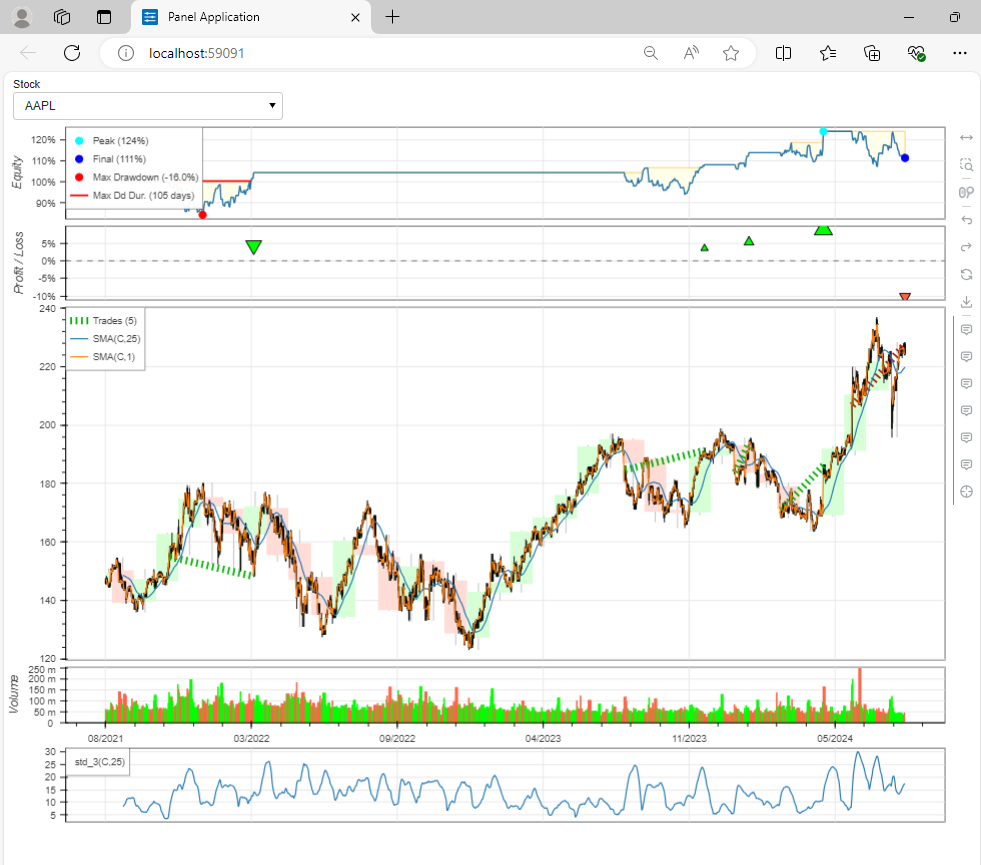 Panel Application
localhost:59091
Stock
AAPL
Equity
120%
110%
100%
90%
Peak (124%)
Final (111%)
Max Drawdown (-16.0%)
Max Dd Dur. (105 days)
Profit / Loss
5%
0%
-5%
-10%
240
220
200
180
160
140
120
Trades (5)
SMA(C,25)
SMA(C,1)
Volume
250 m
200 m
150 m
100 m
50 m
0
08/2021
03/2022
09/2022
04/2023
11/2023
05/2024
30
25
20
15
10
5
std_3(C,25)